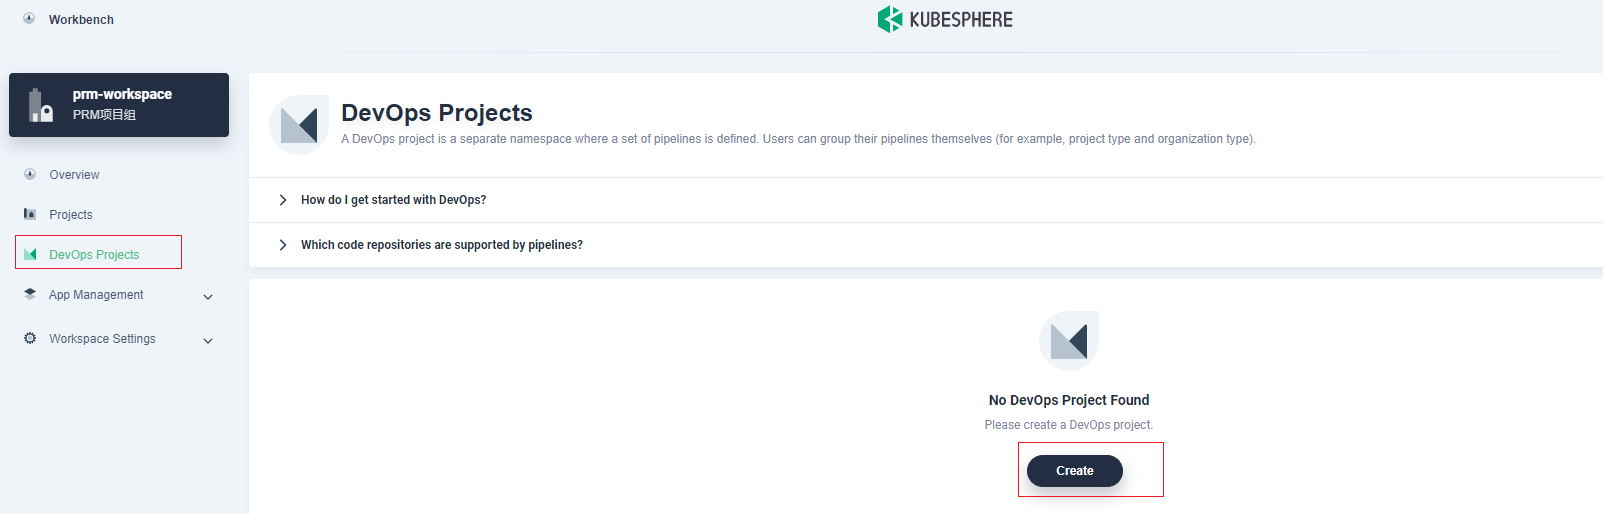 Workbench
KUBESPHERE
prm-workspace
PRM项目组
Overview
Projects
DevOps Projects
App Management
Workspace Settings
DevOps Projects
A DevOps project is a separate namespace where a set of pipelines is defined. Users can group their pipelines themselves (for example, project type and organization type).
How do I get started with DevOps?
Which code repositories are supported by pipelines?
No DevOps Project Found
Please create a DevOps project.
Create